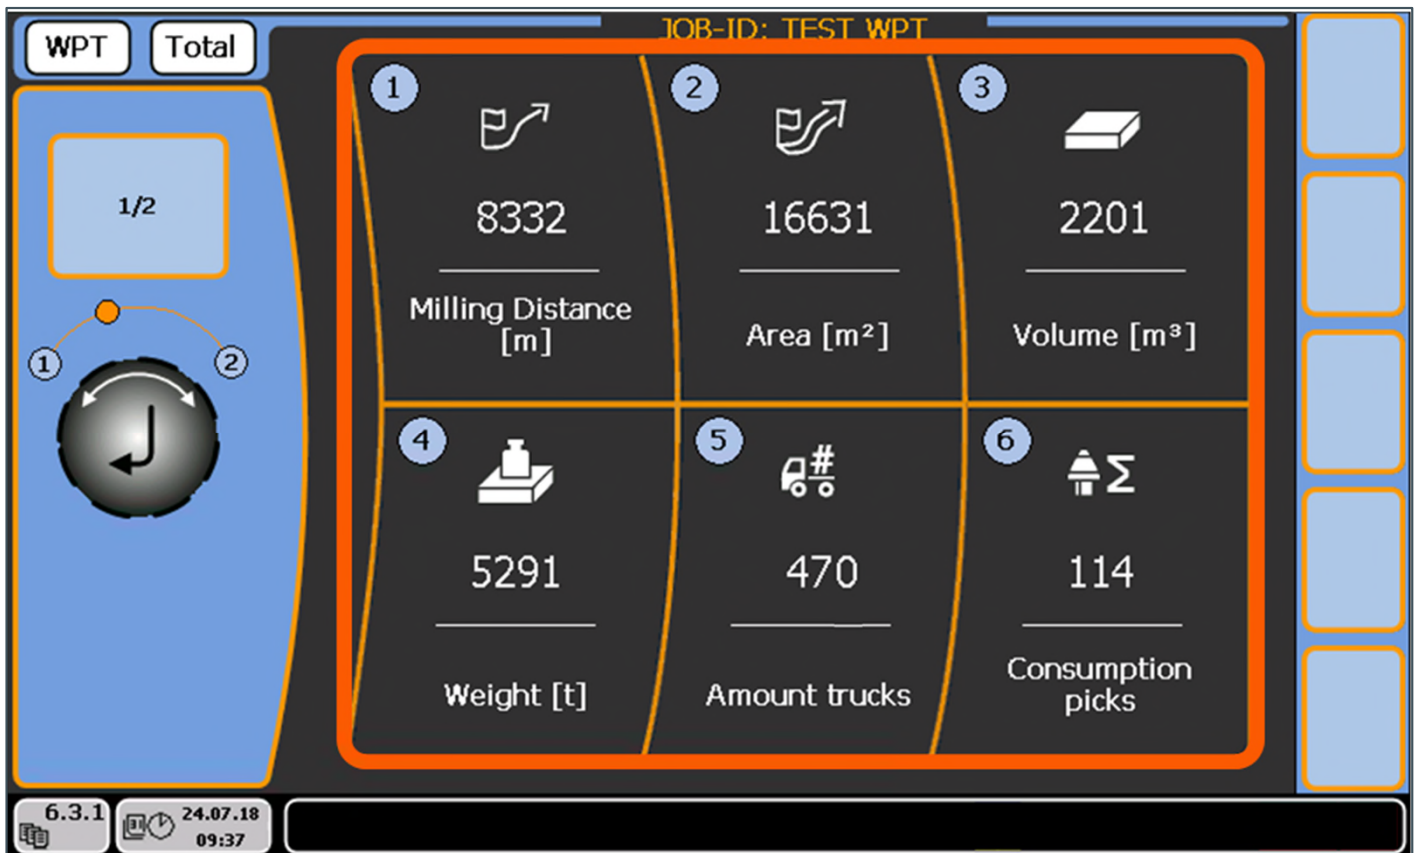 WPT Total
JOB-ID: TEST WPT
1/2
1
2
1
8332
Milling Distance
[m]
2
16631
Area [m²]
3
2201
Volume [m³]
4
5291
Weight [t]
5
#
470
Amount trucks
6
Σ
114
Consumption
picks
6.3.1
31
24.07.18
09:37